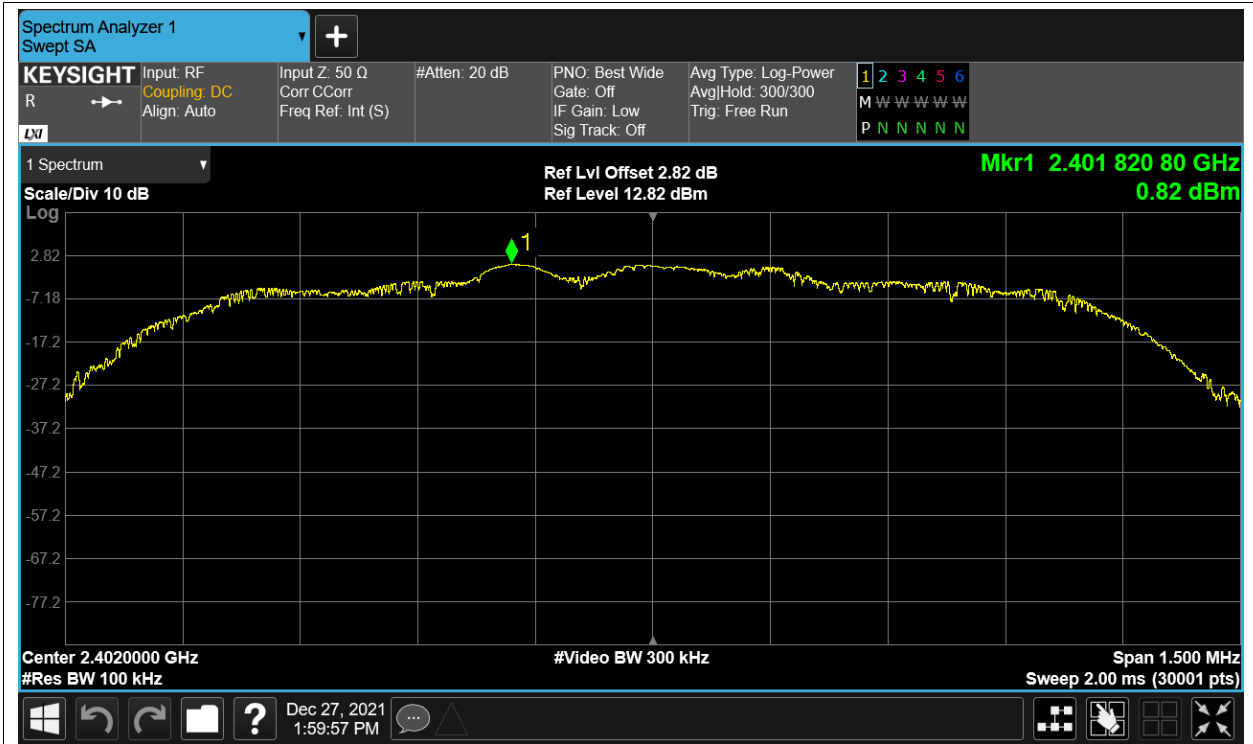 Spectrum Analyzer 1
Swept SA
KEYSIGHT
R
LXI
Input: RF
Coupling: DC
Align: Auto
Input Z: 50 Ω
Corr CCorr
Freq Ref: Int (S)
#Atten: 20 dB
PNO: Best Wide
Gate: Off
IF Gain: Low
Sig Track: Off
Avg Type: Log-Power
Avg|Hold: 300/300
Trig: Free Run
1 2 3 4 5 6
M W W W W W
P N N N N N
1 Spectrum
Scale/Div 10 dB
Log
Ref Lvl Offset 2.82 dB
Ref Level 12.82 dBm
Mkr1 2.401 820 80 GHz
0.82 dBm
1
2.82
-7.18
-17.2
-27.2
-37.2
-47.2
-57.2
-67.2
-77.2
Center 2.4020000 GHz
#Res BW 100 kHz
#Video BW 300 kHz
Span 1.500 MHz
Sweep 2.00 ms (30001 pts)
?
Dec 27, 2021
1:59:57 PM